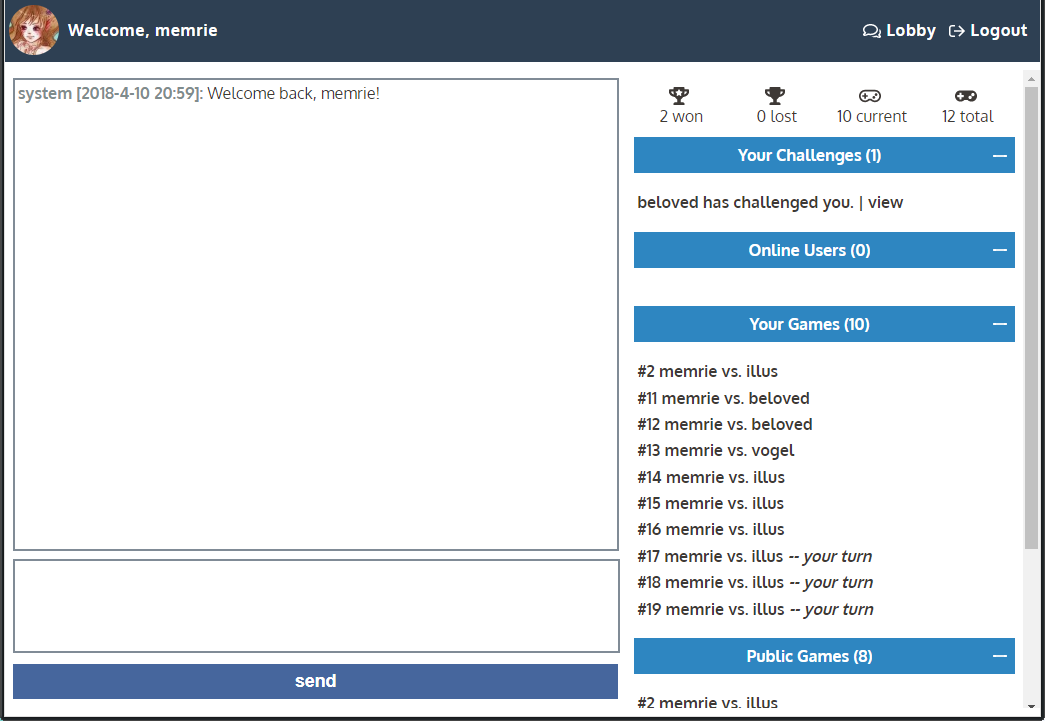 Welcome, memrie
Lobby
Logout
system [2018-4-10 20:59]: Welcome back, memrie!
send
2 won
0 lost
10 current
12 total
Your Challenges (1)
beloved has challenged you. | view
Online Users (0)
Your Games (10)
#2 memrie vs. illus
#11 memrie vs. beloved
#12 memrie vs. beloved
#13 memrie vs. vogel
#14 memrie vs. illus
#15 memrie vs. illus
#16 memrie vs. illus
#17 memrie vs. illus -- your turn
#18 memrie vs. illus -- your turn
#19 memrie vs. illus -- your turn
Public Games (8)
#2 memrie vs. illus